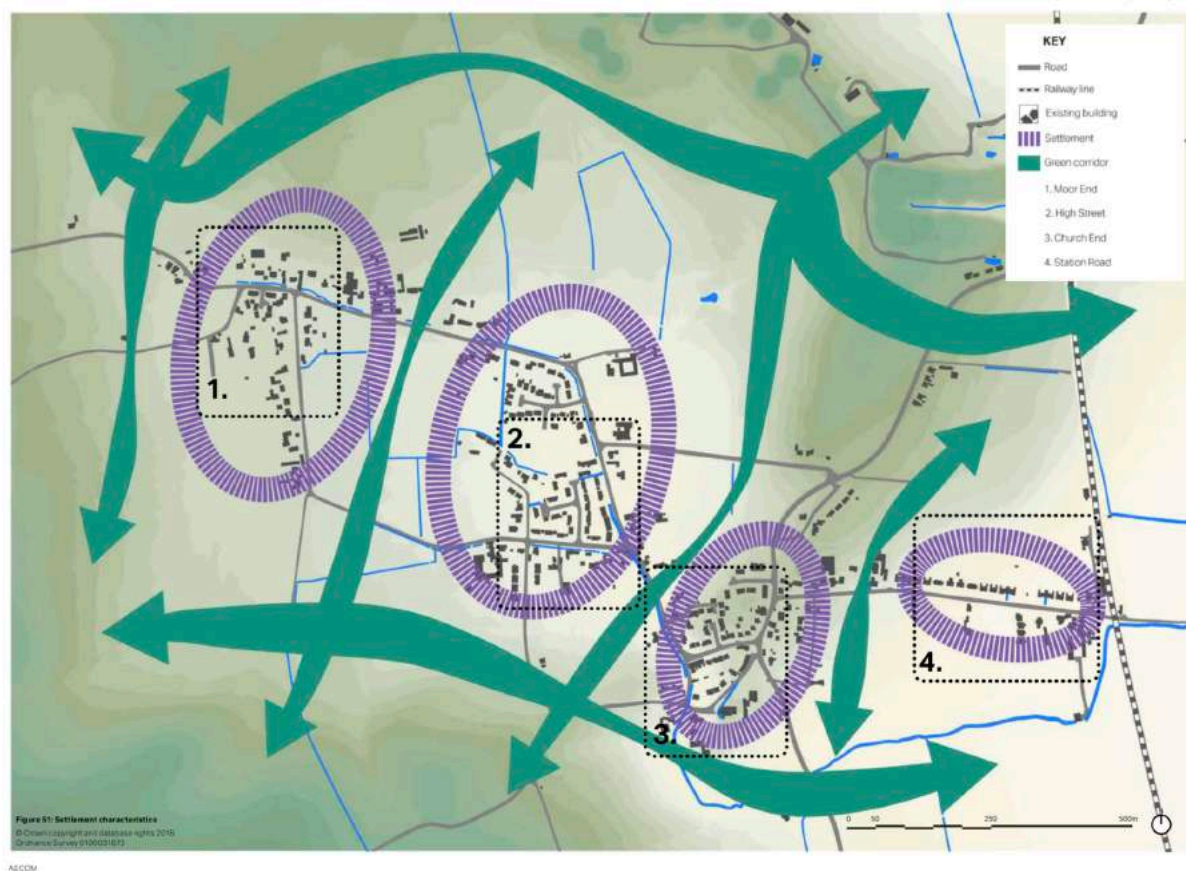 KEY
Road
Railway line
Existing building
Settlement
Green corridor
1. Moor End
2. High Street
3. Church End
4. Station Road
1.
2.
3.
4.
Figure 51: Settlement characteristics
© Crown copyright and database rights 2018
Ordnance Survey 0100031673
0 50 250 500m
AECOM